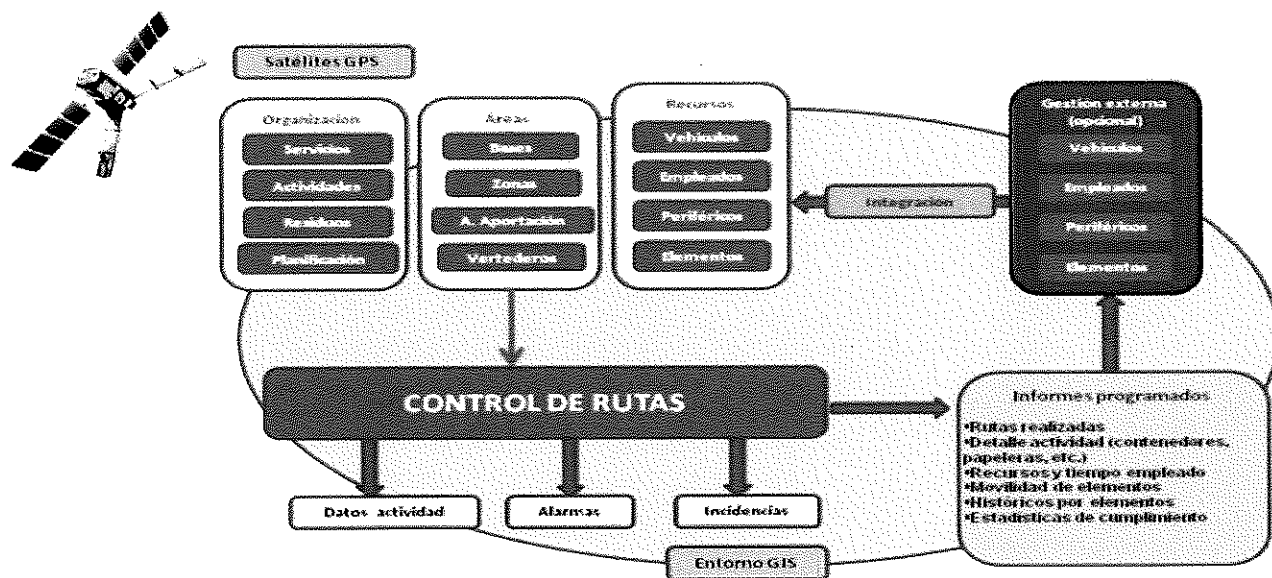 Satélites GPS
Organización
Servicios
Actividades
Residuos
Planificación
Áreas
Bases
Zonas
A. Aportación
Vertederos
Recursos
Vehículos
Empleados
Periféricos
Elementos
Integración
Gestión externa
(opcional)
Vehículos
Empleados
Periféricos
Elementos
CONTROL DE RUTAS
Datos actividad
Alarmas
Incidencias
Informes programados
•Rutas realizadas
•Detalle actividad (contenedores,
papeleras, etc.)
•Recursos y tiempo empleado
•Movilidad de elementos
•Históricos por elementos
•Estadísticas de cumplimiento
Entorno GIS